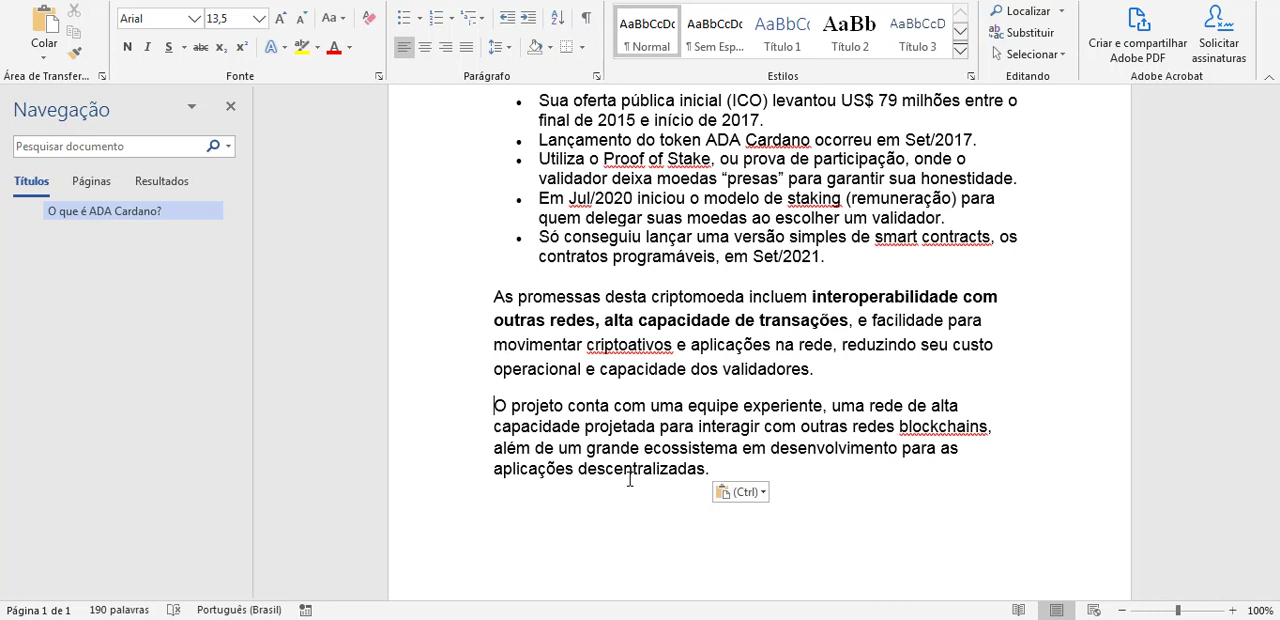 Arial
13,5
Aa
AaBbCcDc
AaBbCcDc
AaBbCc
AaBb
AaBbCcD
Localizar
Substituir
Selecionar
Colar
N I S abc x₂ x²
¶ Normal
¶ Sem Esp...
Título 1
Título 2
Título 3
Criar e compartilhar
Adobe PDF
Solicitar
assinaturas
Área de Transfer...
Fonte
Parágrafo
Estilos
Editando
Adobe Acrobat
Navegação
Pesquisar documento
Títulos
Páginas
Resultados
O que é ADA Cardano?
• Sua oferta pública inicial (ICO) levantou US$ 79 milhões entre o
final de 2015 e início de 2017.
• Lançamento do token ADA Cardano ocorreu em Set/2017.
• Utiliza o Proof of Stake, ou prova de participação, onde o
validador deixa moedas “presas” para garantir sua honestidade.
• Em Jul/2020 iniciou o modelo de staking (remuneração) para
quem delegar suas moedas ao escolher um validador.
• Só conseguiu lançar uma versão simples de smart contracts, os
contratos programáveis, em Set/2021.
As promessas desta criptomoeda incluem interoperabilidade com
outras redes, alta capacidade de transações, e facilidade para
movimentar criptoativos e aplicações na rede, reduzindo seu custo
operacional e capacidade dos validadores.
O projeto conta com uma equipe experiente, uma rede de alta
capacidade projetada para interagir com outras redes blockchains,
além de um grande ecossistema em desenvolvimento para as
aplicações descentralizadas.
(Ctrl)
Página 1 de 1
190 palavras
Português (Brasil)
100%